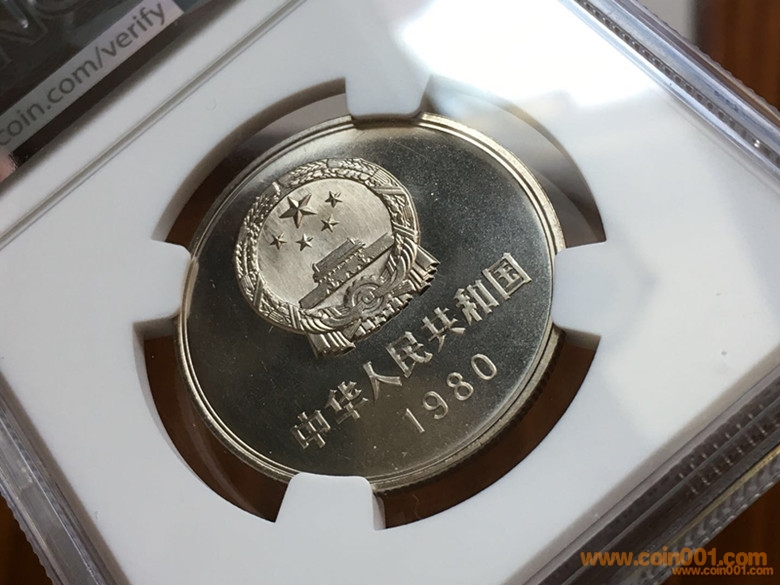 coin.com/verify
中华人民共和国
1980
www.coin001.com
www.coin001.com